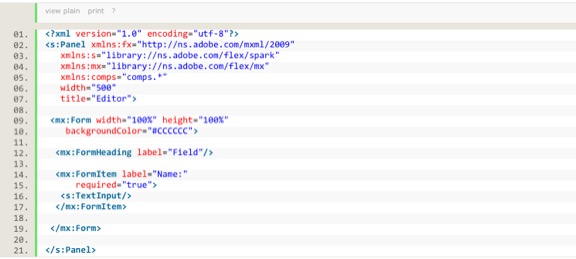 view plain print ?
01. <?xml version="1.0" encoding="utf-8"?>
02. <s:Panel xmlns:fx="http://ns.adobe.com/mxml/2009"
03. xmlns:s="library://ns.adobe.com/flex/spark"
04. xmlns:mx="library://ns.adobe.com/flex/mx"
05. xmlns:comps="comps.*"
06. width="500"
07. title="Editor">
08.
09. <mx:Form width="100%" height="100%"
10. backgroundColor="#CCCCCC">
11.
12. <mx:FormHeading label="Field"/>
13.
14. <mx:FormItem label="Name:"
15. required="true">
16. <s:TextInput/>
17. </mx:FormItem>
18.
19. </mx:Form>
20.
21. </s:Panel>